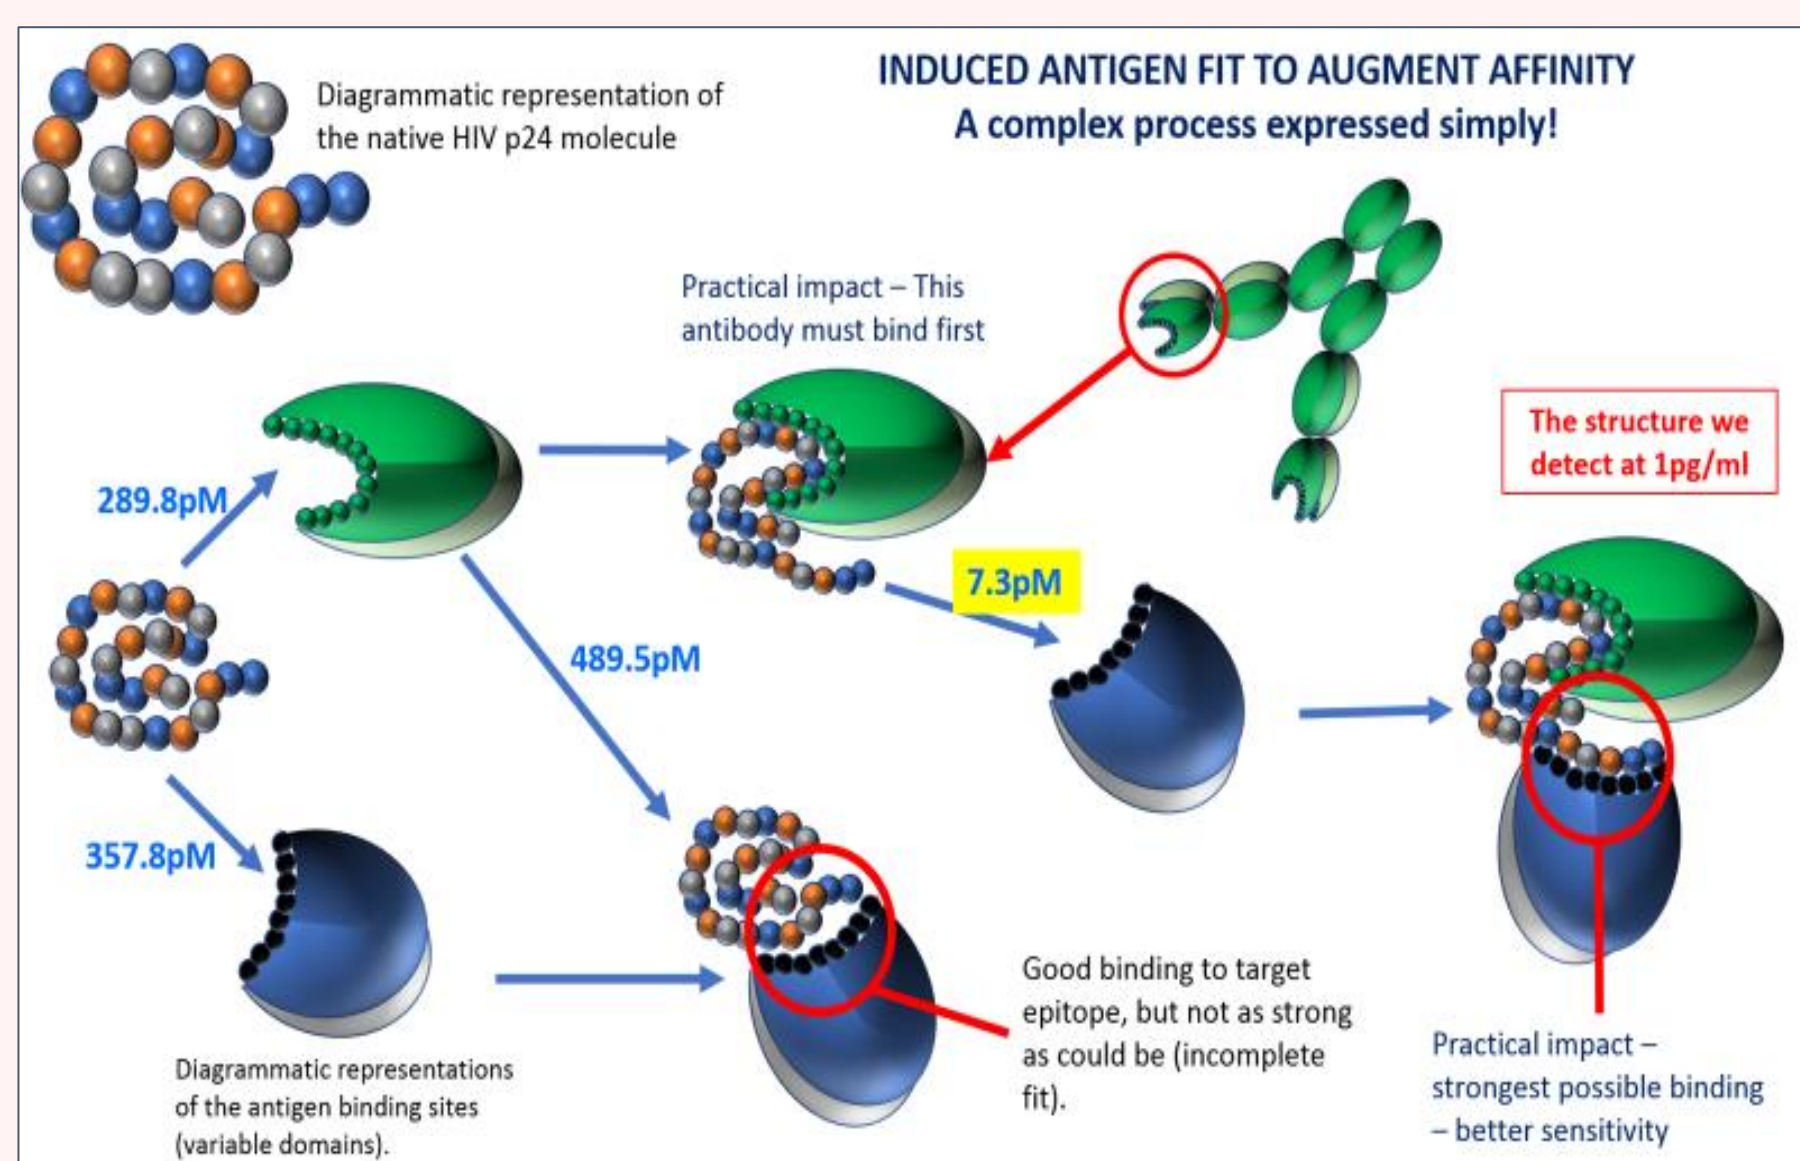 Diagrammatic representation of
the native HIV p24 molecule
INDUCED ANTIGEN FIT TO AUGMENT AFFINITY
A complex process expressed simply!
Practical impact – This
antibody must bind first
The structure we
detect at 1pg/ml
289.8pM
7.3pM
489.5pM
357.8pM
Good binding to target
epitope, but not as strong
as could be (incomplete
fit).
Practical impact –
strongest possible binding
– better sensitivity
Diagrammatic representations
of the antigen binding sites
(variable domains).